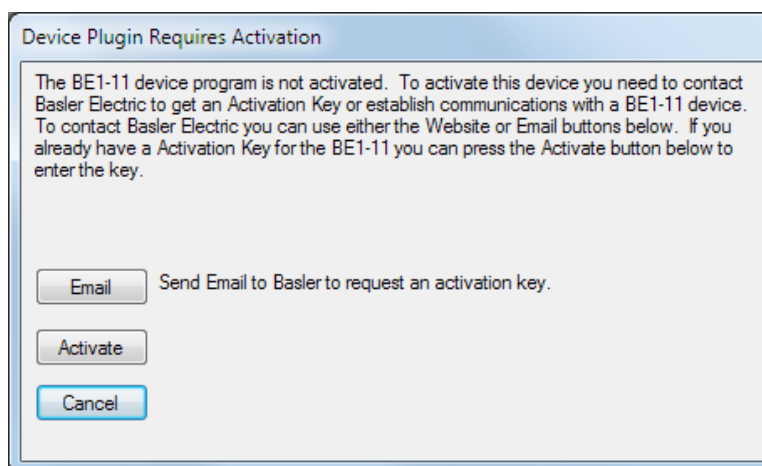 Device Plugin Requires Activation
The BE1-11 device program is not activated.  To activate this device you need to contact
Basler Electric to get an Activation Key or establish communications with a BE1-11 device.
To contact Basler Electric you can use either the Website or Email buttons below.  If you
already have a Activation Key for the BE1-11 you can press the Activate button below to
enter the key.
Email Send Email to Basler to request an activation key.
Activate
Cancel